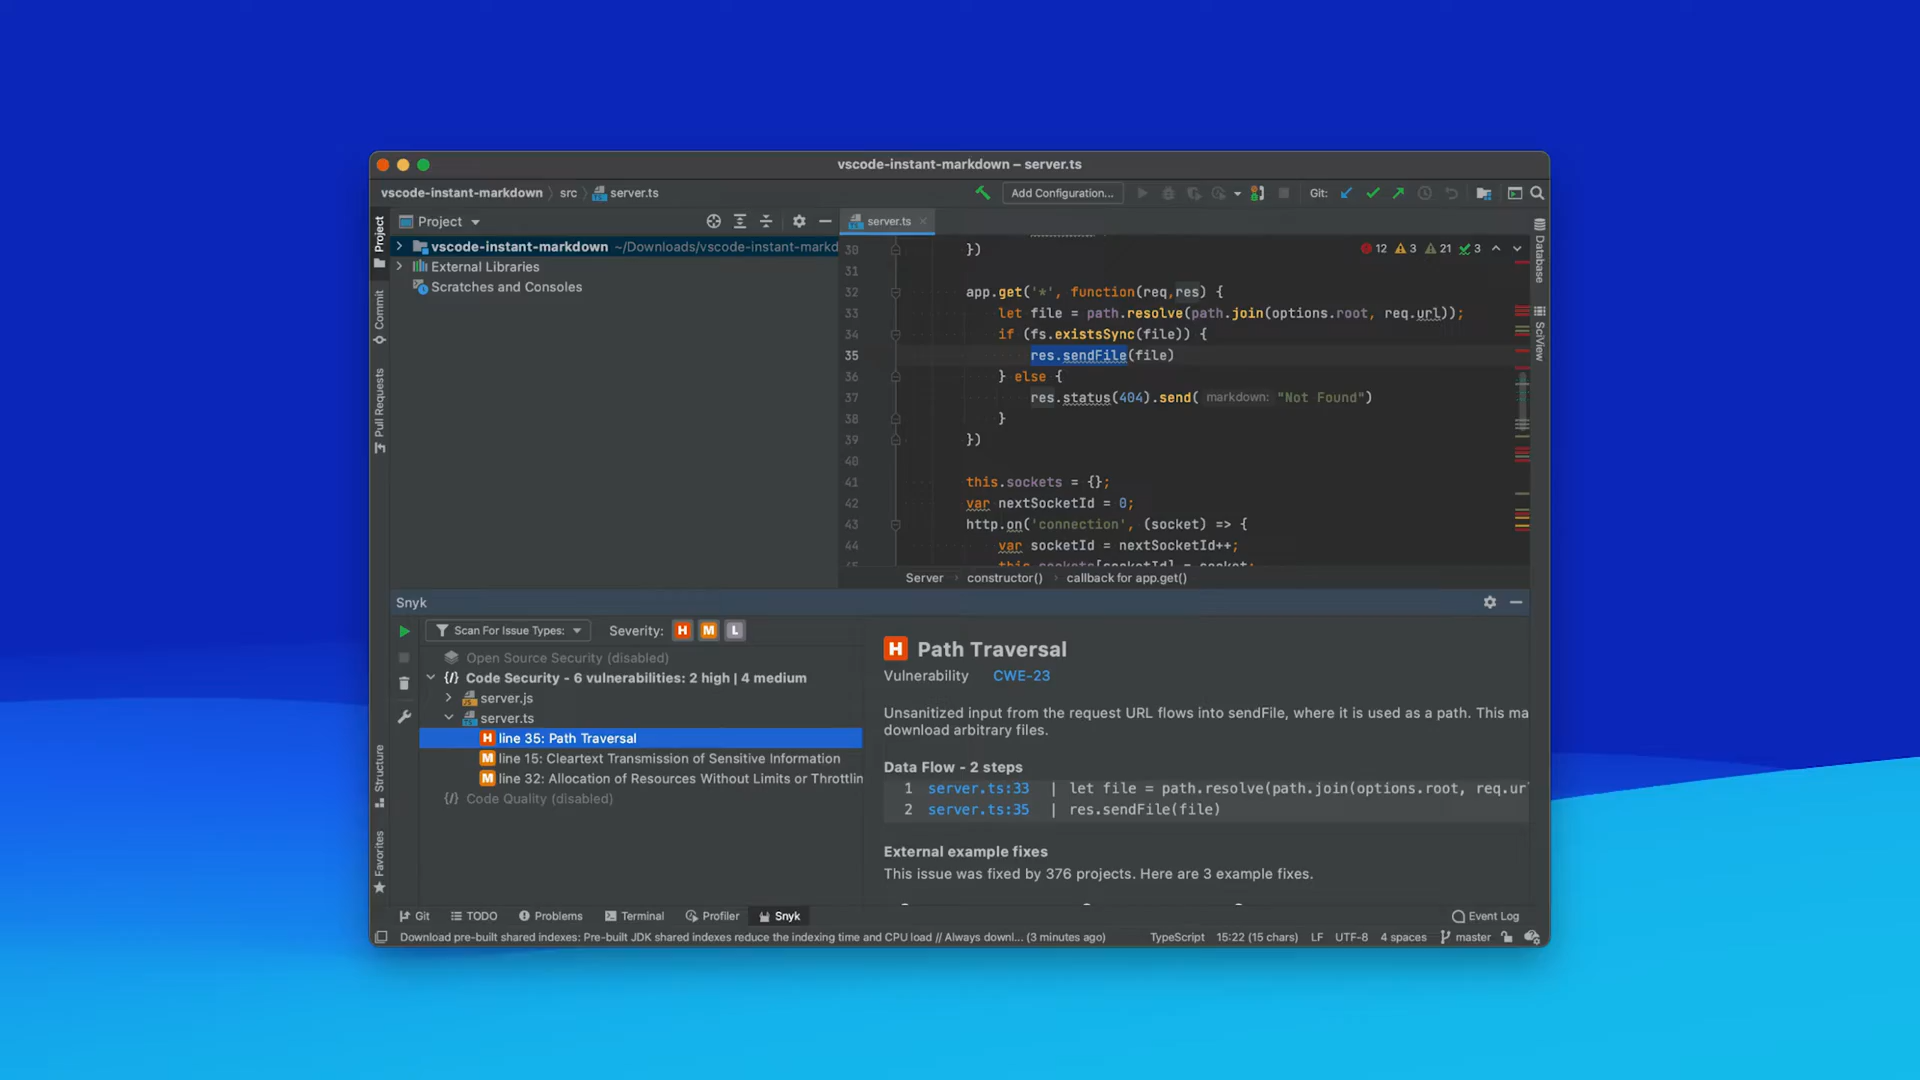 vscode-instant-markdown – server.ts
vscode-instant-markdown > src > server.ts
Add Configuration...
Git:
Project
Project
server.ts
vscode-instant-markdown ~/Downloads/vscode-instant-markd
External Libraries
Scratches and Consoles
Commit
Pull Requests
Structure
Favorites
Database
SciView
12 3 21 3
30 })
31
32 app.get('*', function(req,res) {
33 let file = path.resolve(path.join(options.root, req.url));
34 if (fs.existsSync(file)) {
35 res.sendFile(file)
36 } else {
37 res.status(404).send( markdown: "Not Found")
38 }
39 })
40
41 this.sockets = {};
42 var nextSocketId = 0;
43 http.on('connection', (socket) => {
44 var socketId = nextSocketId++;
Server > constructor() > callback for app.get()
Snyk
Scan For Issue Types:
Severity: H M L
Open Source Security (disabled)
{/} Code Security - 6 vulnerabilities: 2 high | 4 medium
server.js
server.ts
H line 35: Path Traversal
M line 15: Cleartext Transmission of Sensitive Information
M line 32: Allocation of Resources Without Limits or Throttlin
{/} Code Quality (disabled)
H Path Traversal
Vulnerability CWE-23
Unsanitized input from the request URL flows into sendFile, where it is used as a path. This ma
download arbitrary files.
Data Flow - 2 steps
1 server.ts:33 | let file = path.resolve(path.join(options.root, req.ur
2 server.ts:35 | res.sendFile(file)
External example fixes
This issue was fixed by 376 projects. Here are 3 example fixes.
Git
TODO
Problems
Terminal
Profiler
Snyk
Event Log
Download pre-built shared indexes: Pre-built JDK shared indexes reduce the indexing time and CPU load // Always downl... (3 minutes ago)
TypeScript 15:22 (15 chars) LF UTF-8 4 spaces master